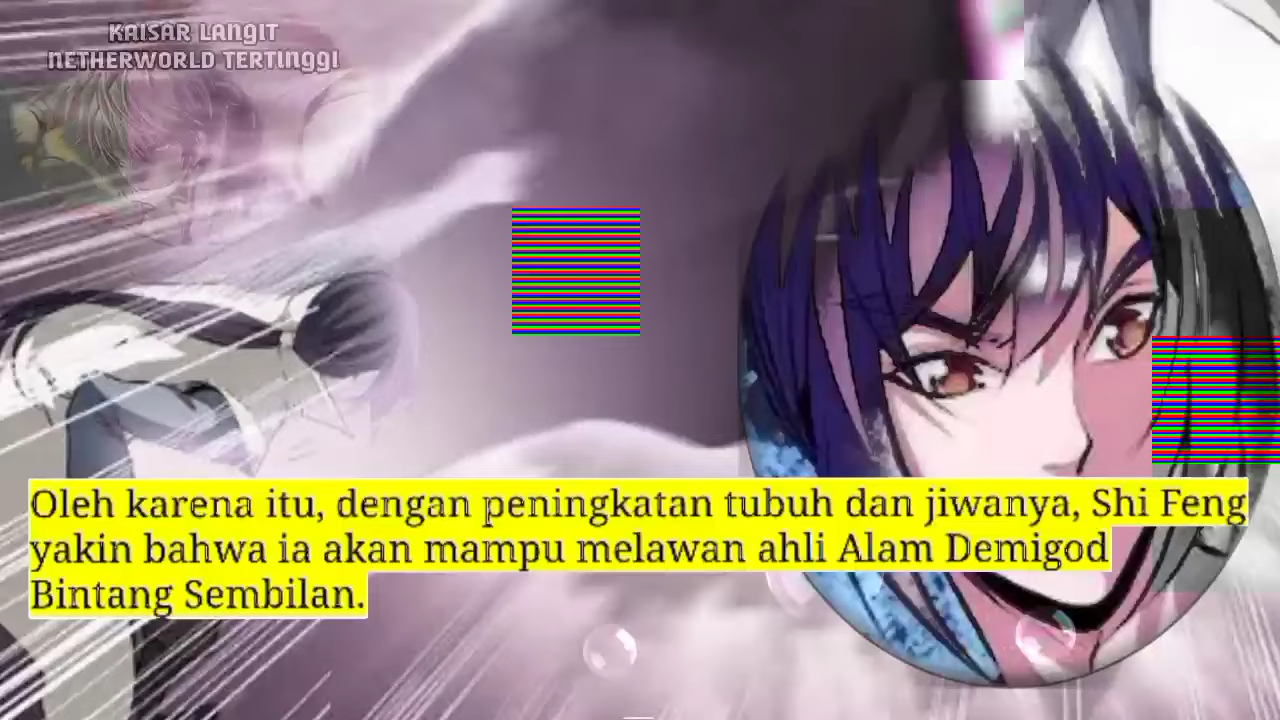 KAISAR LANGIT
NETHERWORLD TERTINGGI
Oleh karena itu, dengan peningkatan tubuh dan jiwanya, Shi Feng
yakin bahwa ia akan mampu melawan ahli Alam Demigod
Bintang Sembilan.